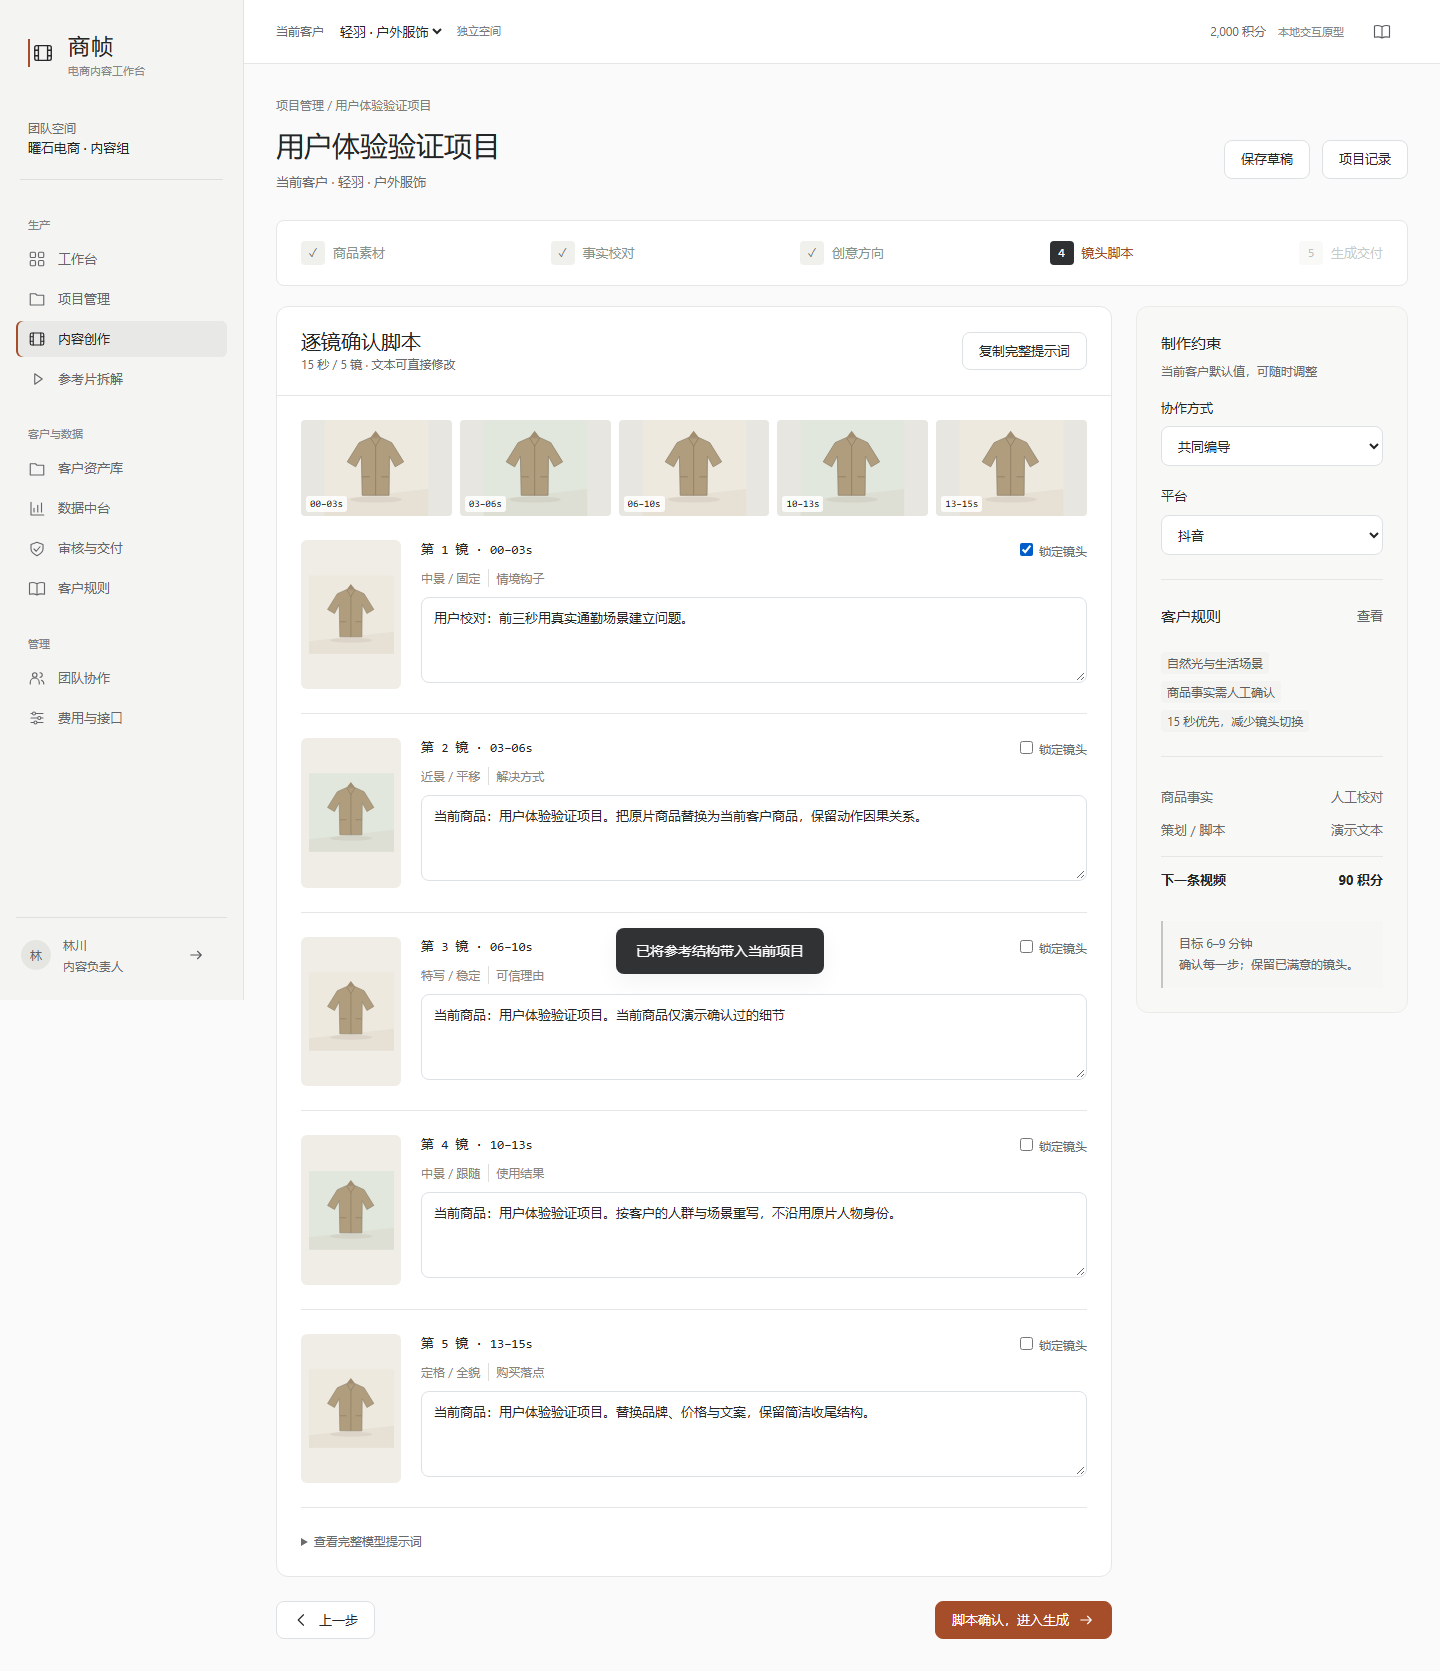 商帧
电商内容工作台
团队空间
曜石电商 · 内容组
生产
工作台
项目管理
内容创作
参考片拆解
客户与数据
客户资产库
数据中台
审核与交付
客户规则
管理
团队协作
费用与接口
林
林川
内容负责人
当前客户 轻羽 · 户外服饰 独立空间
2,000 积分 本地交互原型
项目管理 / 用户体验验证项目
用户体验验证项目
当前客户 · 轻羽 · 户外服饰
保存草稿 项目记录
✓ 商品素材 ✓ 事实校对 ✓ 创意方向 4 镜头脚本 5 生成交付
逐镜确认脚本
15 秒 / 5 镜 · 文本可直接修改
复制完整提示词
00–03s 03–06s 06–10s 10–13s 13–15s
第 1 镜 · 00–03s 锁定镜头
中景 / 固定 情境钩子
用户校对：前三秒用真实通勤场景建立问题。
第 2 镜 · 03–06s 锁定镜头
近景 / 平移 解决方式
当前商品：用户体验验证项目。把原片商品替换为当前客户商品，保留动作因果关系。
第 3 镜 · 06–10s 锁定镜头
特写 / 稳定 可信理由
当前商品：用户体验验证项目。当前商品仅演示确认过的细节
已将参考结构带入当前项目
第 4 镜 · 10–13s 锁定镜头
中景 / 跟随 使用结果
当前商品：用户体验验证项目。按客户的人群与场景重写，不沿用原片人物身份。
第 5 镜 · 13–15s 锁定镜头
定格 / 全貌 购买落点
当前商品：用户体验验证项目。替换品牌、价格与文案，保留简洁收尾结构。
查看完整模型提示词
上一步
脚本确认，进入生成
制作约束
当前客户默认值，可随时调整
协作方式
共同编导
平台
抖音
客户规则 查看
自然光与生活场景
商品事实需人工确认
15 秒优先，减少镜头切换
商品事实 人工校对
策划 / 脚本 演示文本
下一条视频 90 积分
目标 6–9 分钟
确认每一步；保留已满意的镜头。